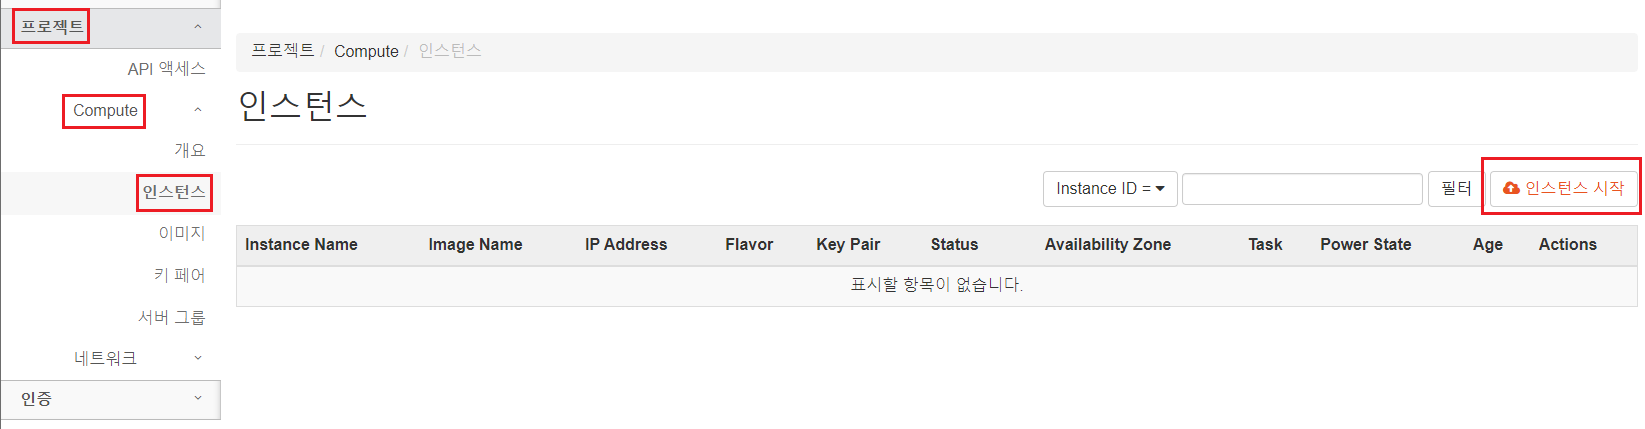 프로젝트
API 액세스
Compute
개요
인스턴스
이미지
키 페어
서버 그룹
네트워크
인증
프로젝트 / Compute / 인스턴스
인스턴스
Instance ID = 필터 인스턴스 시작
Instance Name Image Name IP Address Flavor Key Pair Status Availability Zone Task Power State Age Actions
표시할 항목이 없습니다.